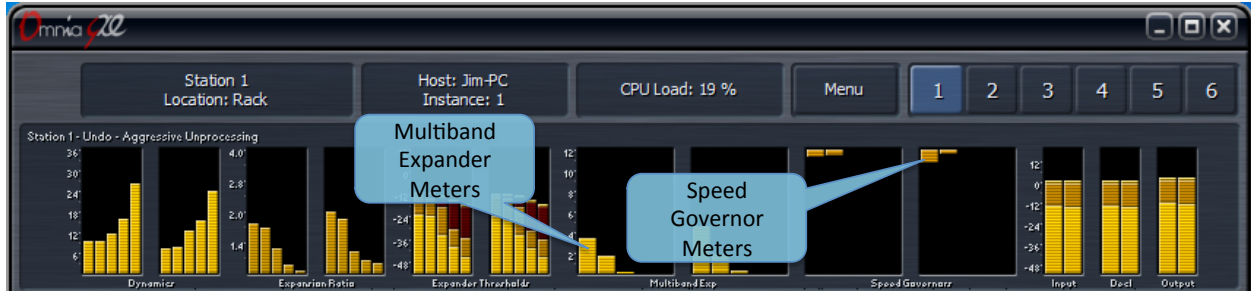 Omnia 9XE
Station 1
Location: Rack
Host: Jim-PC
Instance: 1
CPU Load: 19 %
Menu
1
2
3
4
5
6
Station 1 - Undo - Aggressive Unprocessing
Multiband
Expander
Meters
Speed
Governor
Meters
36'
30'
24'
18'
12'
6'
4.0'
2.8'
2.0'
1.4'
-24'
-36'
-48'
12'
10'
8'
6'
4'
2'
12'
0'
-12'
-24'
-36'
-48'
Dynamics
Expansion Ratio
Expander Thresholds
Multiband Exp
Speed Governors
Input
Decl
Output